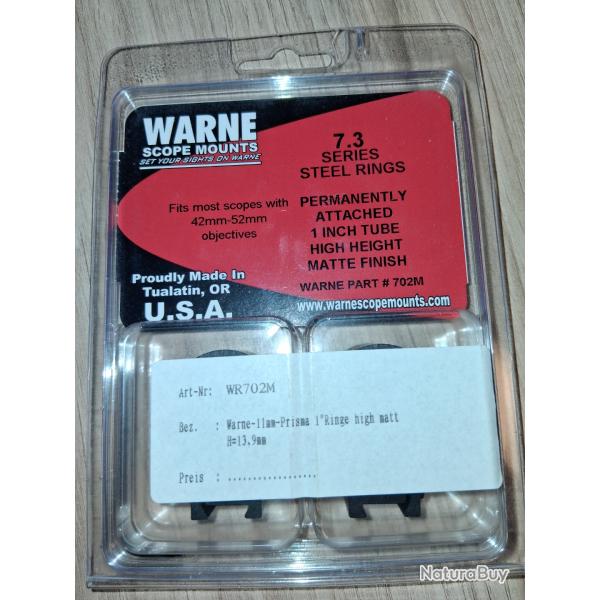 WARNE
SCOPE MOUNTS
SET YOUR SIGHTS ON WARNE
7.3
SERIES
STEEL RINGS
Fits most scopes with
42mm-52mm
objectives
PERMANENTLY
ATTACHED
1 INCH TUBE
HIGH HEIGHT
MATTE FINISH
WARNE PART # 702M
Proudly Made In
Tualatin, OR
U.S.A.
www.warnescopemounts.com
Art-Nr: WR702M
Bez. : Warne-11mm-Prisma 1"Ringe high matt
H=13,9mm
Preis : ..................
NaturaBuy